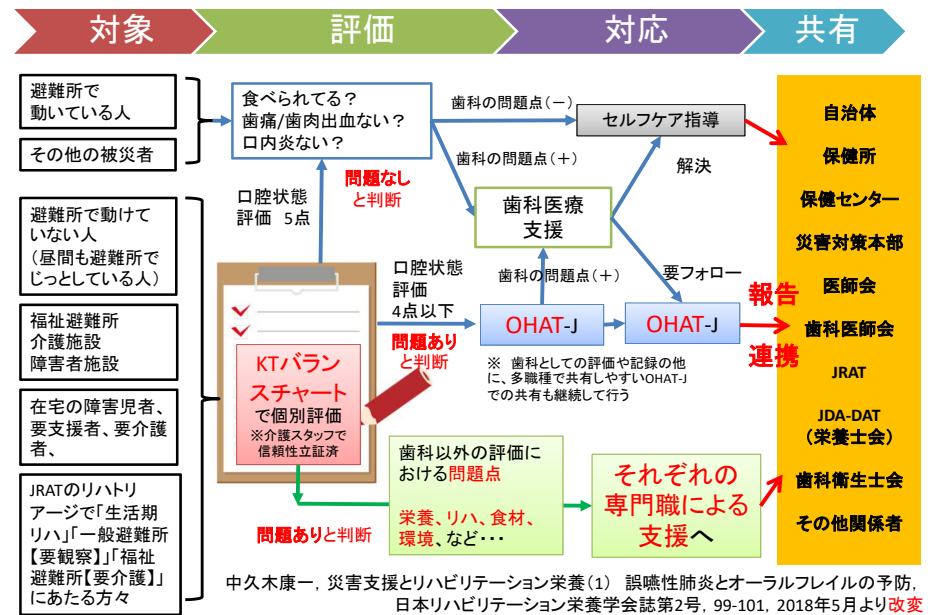 対象
評価
対応
共有
避難所で
動いている人
その他の被災者
避難所で動けて
いない人
(昼間も避難所で
じっとしている人)
福祉避難所
介護施設
障害者施設
在宅の障害児者、
要支援者、要介護
者、
JRATのリハトリ
アージで「生活期
リハ」「一般避難所
【要観察】」「福祉
避難所【要介護】」
にあたる方々
食べられてる?
歯痛/歯肉出血ない?
口内炎ない?
口腔状態
評価 5点
問題なし
と判断
KTバラン
スチャート
で個別評価
※介護スタッフで
信頼性立証済
口腔状態
評価
4点以下
問題あり
と判断
問題ありと判断
歯科以外の評価に
おける問題点
栄養、リハ、食材、
環境、など・・・
歯科の問題点(-)
歯科の問題点(+)
セルフケア指導
解決
歯科医療
支援
歯科の問題点(+)
要フォロー
OHAT-J
OHAT-J
※ 歯科としての評価や記録の他
に、多職種で共有しやすいOHAT-J
での共有も継続して行う
それぞれの
専門職による
支援へ
報告
連携
自治体
保健所
保健センター
災害対策本部
医師会
歯科医師会
JRAT
JDA-DAT
(栄養士会)
歯科衛生士会
その他関係者
中久木康一, 災害支援とリハビリテーション栄養(1) 誤嚥性肺炎とオーラルフレイルの予防,
日本リハビリテーション栄養学会誌第2号, 99-101, 2018年5月より改変